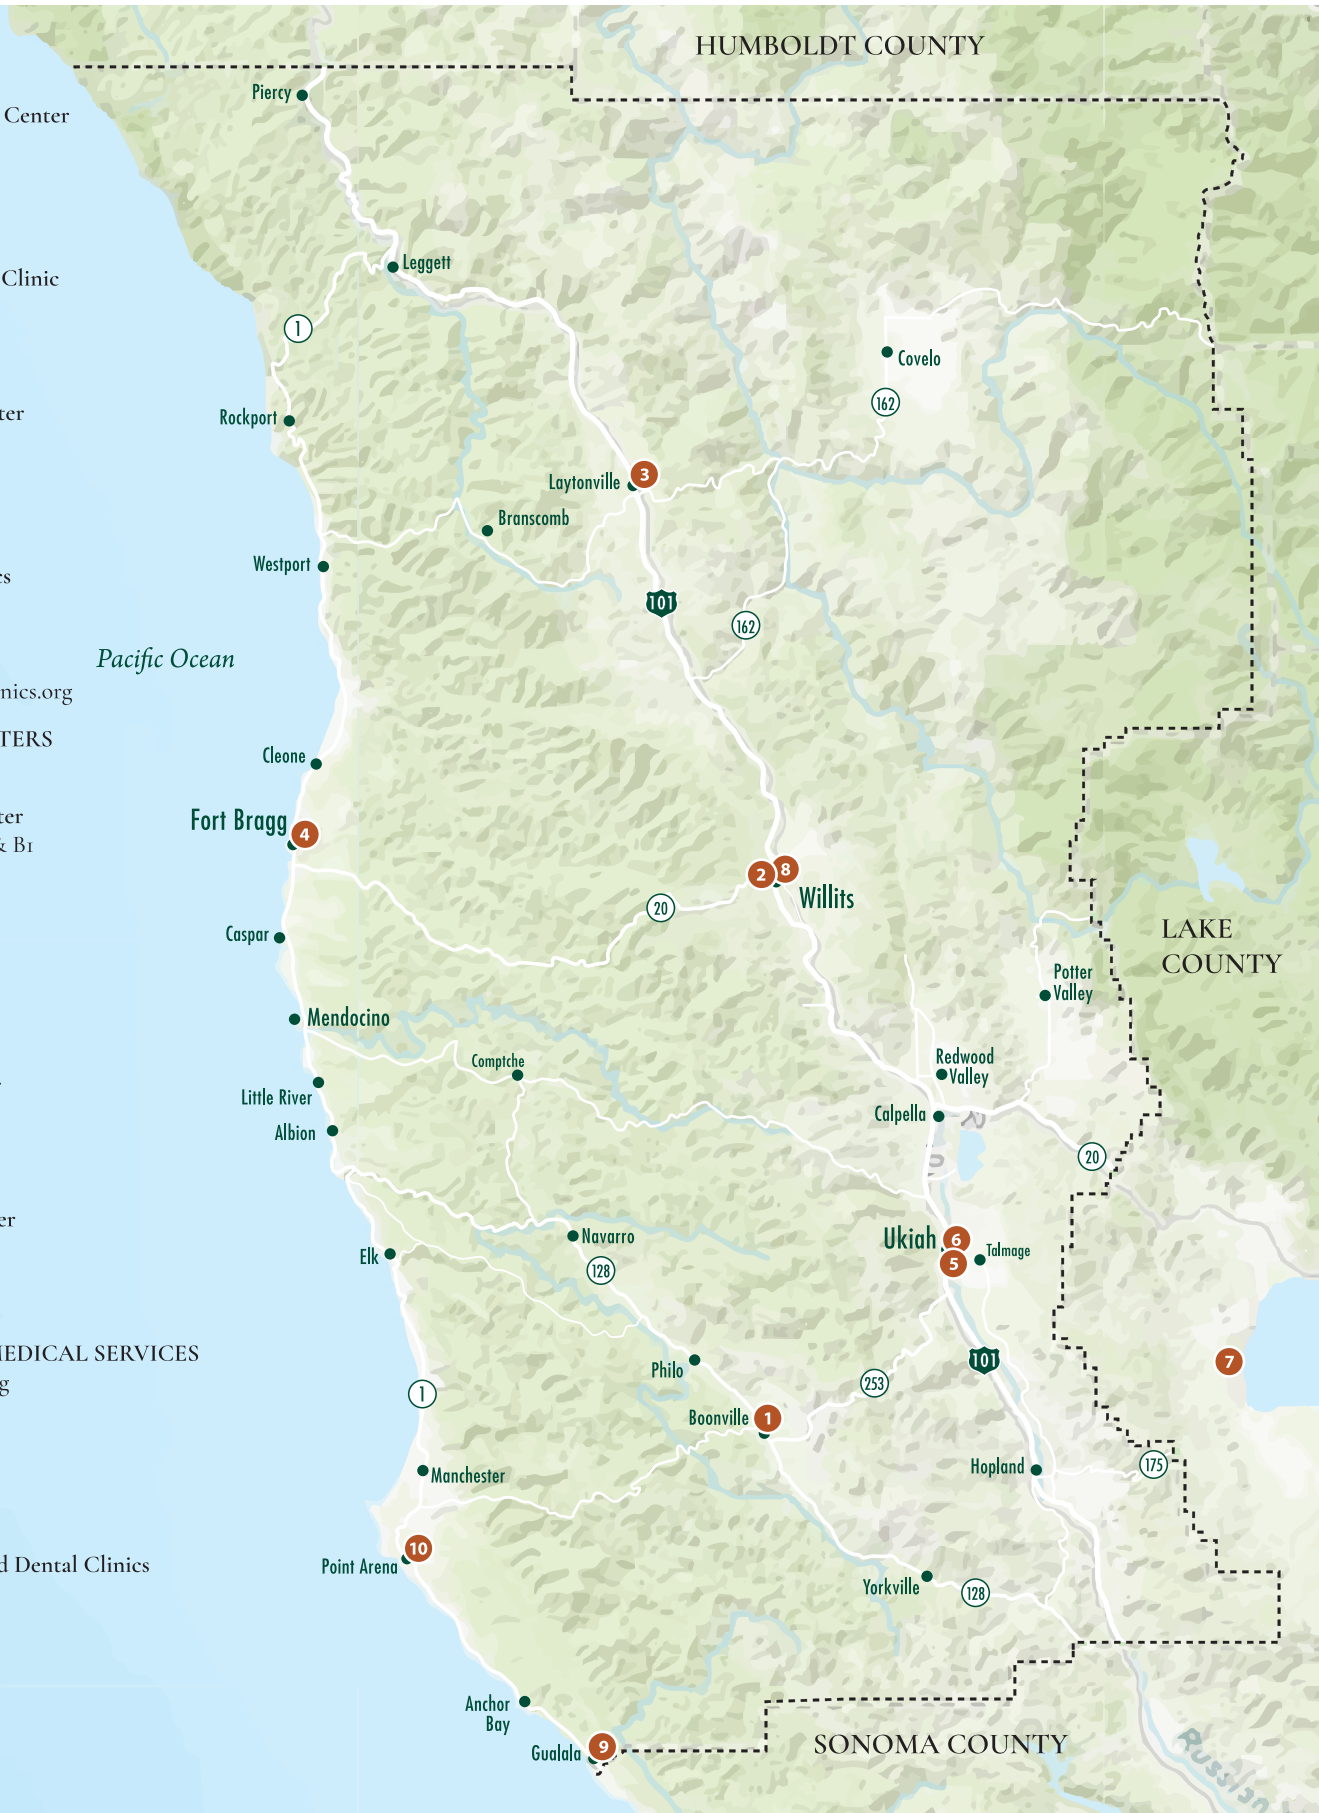 HUMBOLDT COUNTY
Piercy
Center
Leggett
Clinic
1
Covelo
162
ter
Rockport
3
Laytonville
Branscomb
Westport
cs
101
162
Pacific Ocean
nics.org
TERS
Cleone
ter
Fort Bragg
4
& B1
2
8
Willits
20
LAKE
COUNTY
Caspar
Potter
Valley
Mendocino
Comptche
Redwood
Valley
Little River
Calpella
Albion
20
er
Navarro
Ukiah
6
5
Talmage
Elk
128
MEDICAL SERVICES
g
Philo
101
7
253
1
Boonville
1
Manchester
Hopland
175
10
Point Arena
d Dental Clinics
Yorkville
128
Anchor
Bay
Gualala
9
SONOMA COUNTY
Russian